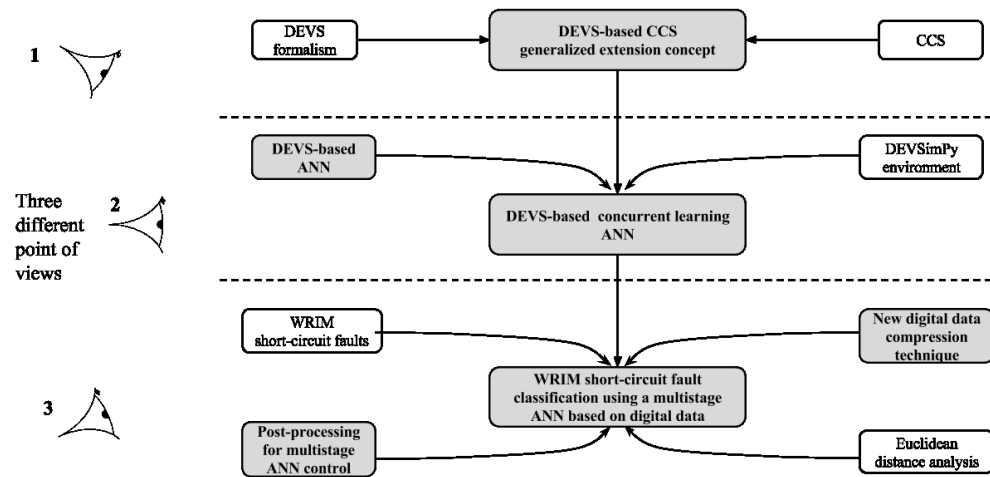 1
DEVS
formalism
DEVS-based CCS
generalized extension concept
CCS
Three
different
point of
views
2
DEVS-based
ANN
DEVSimPy
environment
DEVS-based concurrent learning
ANN
3
WRIM
short-circuit faults
New digital data
compression
technique
WRIM short-circuit fault
classification using a multistage
ANN based on digital data
Post-processing
for multistage
ANN control
Euclidean
distance analysis